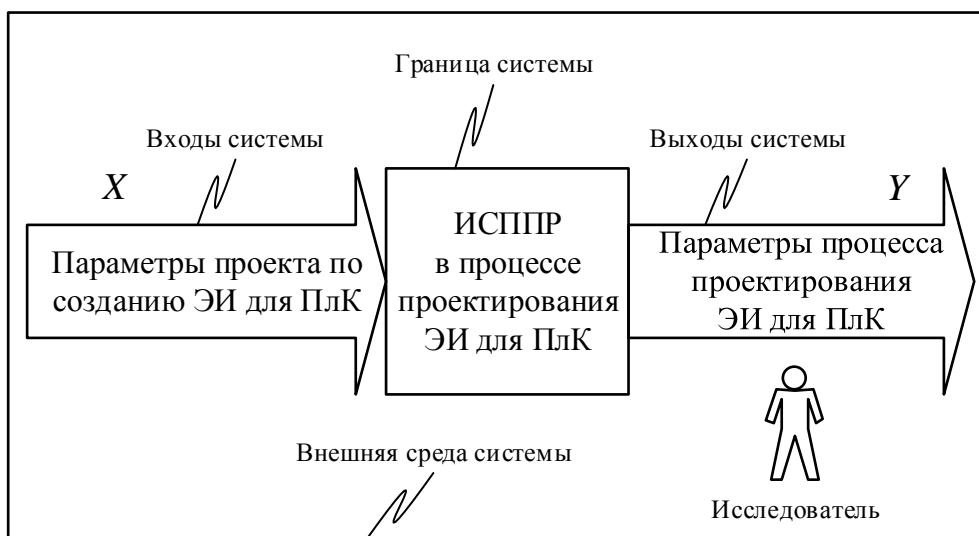 Граница системы
Входы системы
Выходы системы
X
Y
Параметры проекта по
созданию ЭИ для ПлК
ИСППР
в процессе
проектирования
ЭИ для ПлК
Параметры процесса
проектирования
ЭИ для ПлК
Внешняя среда системы
Исследователь